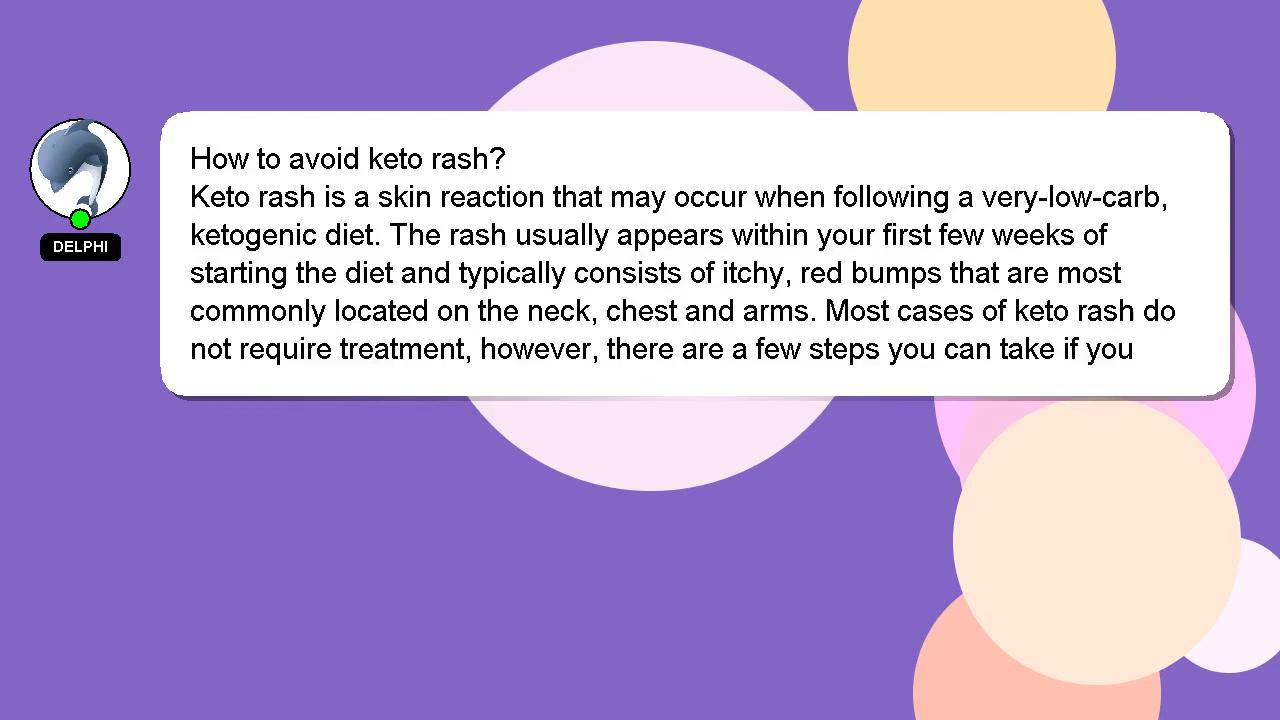 How to avoid keto rash?
Keto rash is a skin reaction that may occur when following a very-low-carb,
ketogenic diet. The rash usually appears within your first few weeks of
starting the diet and typically consists of itchy, red bumps that are most
commonly located on the neck, chest and arms. Most cases of keto rash do
not require treatment, however, there are a few steps you can take if you
DELPHI